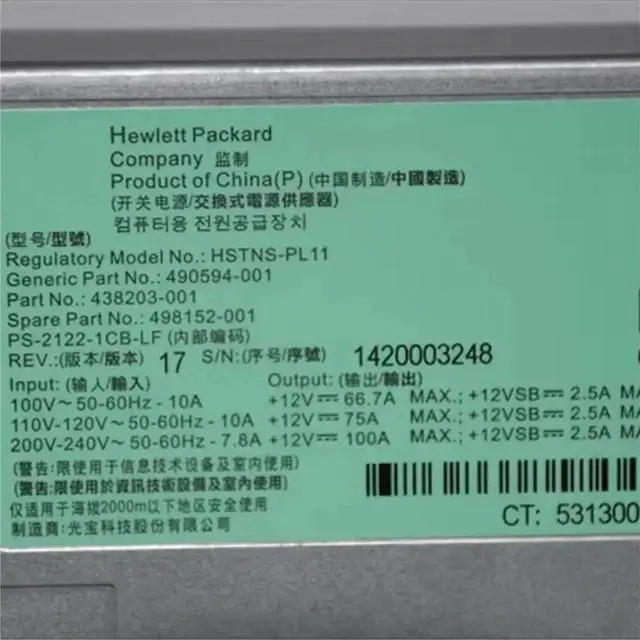 Hewlett Packard
Company 监制
Product of China(P) (中国制造/中國製造)
(开关电源/交換式電源供應器)
컴퓨터용 전원공급장치
(型号/型號)
Regulatory Model No.: HSTNS-PL11
Generic Part No.: 490594-001
Part No.: 438203-001
Spare Part No.: 498152-001
PS-2122-1CB-LF (内部编码)
REV.:(版本/版本) 17 S/N:(序号/序號) 1420003248
Input: (输入/輸入) Output: (输出/輸出)
100V～50-60Hz - 10A +12V⎓66.7A MAX.; +12VSB⎓2.5A MA
110V-120V～50-60Hz - 10A +12V⎓75A MAX.; +12VSB⎓2.5A MA
200V-240V～50-60Hz - 7.8A +12V⎓100A MAX.; +12VSB⎓2.5A MA
(警告:限使用于信息技术设备及室内使用)
(警告:限使用於資訊技術設備及室內使用)
仅适用于海拨2000m以下地区安全使用
制造商: 光宝科技股份有限公司
CT: 531300